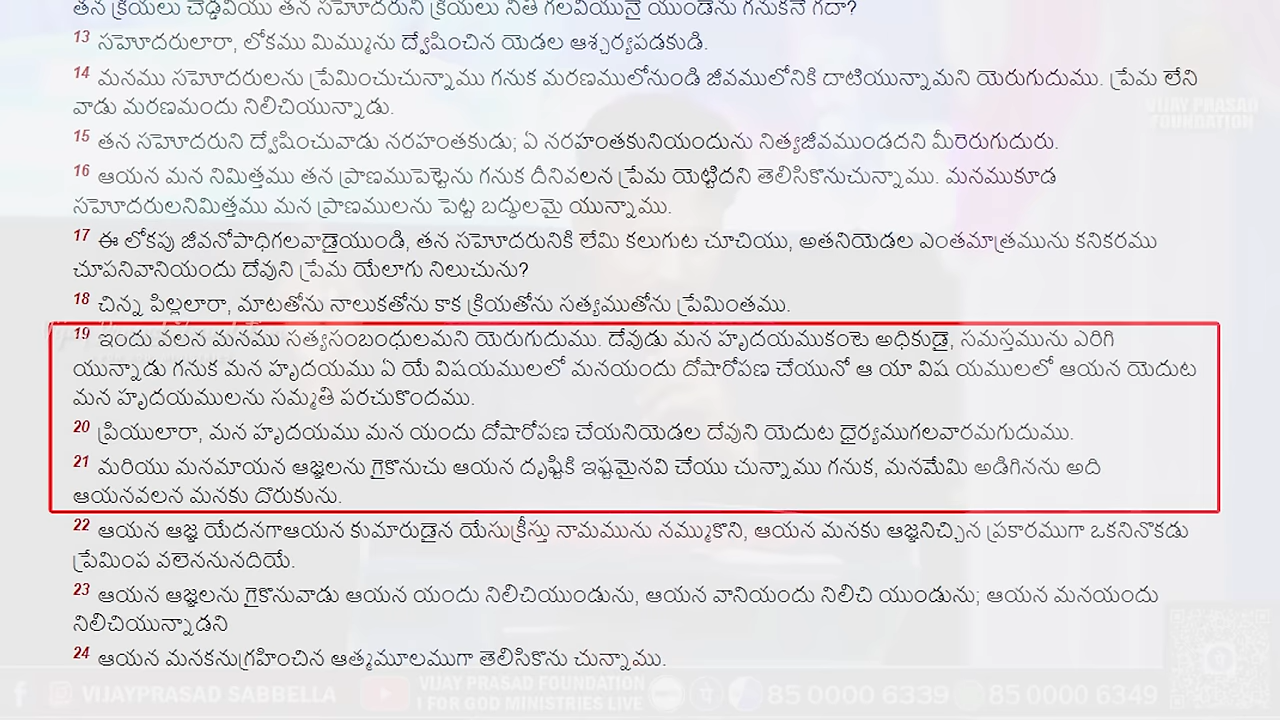 తన క్రియలు చెడ్డవియు తన సహోదరుని క్రియలు నీతి గలవియునై యుండెను గనుకనే గదా?
13 సహోదరులారా, లోకము మిమ్మును ద్వేషించిన యెడల ఆశ్చర్యపడకుడి.
14 మనము సహోదరులను ప్రేమించుచున్నాము గనుక మరణములోనుండి జీవములోనికి దాటియున్నామని యెరుగుదుము. ప్రేమ లేని
వాడు మరణమందు నిలిచియున్నాడు.
VIJAY PRASAD
FOUNDATION
15 తన సహోదరుని ద్వేషించువాడు నరహంతకుడు; ఏ నరహంతకునియందును నిత్యజీవముండదని మీరెరుగుదురు.
16 ఆయన మన నిమిత్తము తన ప్రాణముపెట్టెను గనుక దీనివలన ప్రేమ యెట్టిదని తెలిసికొనుచున్నాము. మనముకూడ
సహోదరులనిమిత్తము మన ప్రాణములను పెట్ట బద్ధులమై యున్నాము.
17 ఈ లోకపు జీవనోపాధిగలవాడైయుండి, తన సహోదరునికి లేమి కలుగుట చూచియు, అతనియెడల ఎంతమాత్రమును కనికరము
చూపనివానియందు దేవుని ప్రేమ యేలాగు నిలుచును?
18 చిన్న పిల్లలారా, మాటతోను నాలుకతోను కాక క్రియతోను సత్యముతోను ప్రేమింతము.
19 ఇందు వలన మనము సత్యసంబంధులమని యెరుగుదుము. దేవుడు మన హృదయముకంటె అధికుడై, సమస్తమును ఎరిగి
యున్నాడు గనుక మన హృదయము ఏ యే విషయములలో మనయందు దోషారోపణ చేయునో ఆ యా విష యములలో ఆయన యెదుట
మన హృదయములను సమ్మతి పరచుకొందము.
20 ప్రియులారా, మన హృదయము మన యందు దోషారోపణ చేయనియెడల దేవుని యెదుట ధైర్యముగలవారమగుదుము.
21 మరియు మనమాయన ఆజ్ఞలను గైకొనుచు ఆయన దృష్టికి ఇష్టమైనవి చేయు చున్నాము గనుక, మనమేమి అడిగినను అది
ఆయనవలన మనకు దొరుకును.
22 ఆయన ఆజ్ఞ యేదనగాఆయన కుమారుడైన యేసుక్రీస్తు నామమును నమ్ముకొని, ఆయన మనకు ఆజ్ఞనిచ్చిన ప్రకారముగా ఒకనినొకడు
ప్రేమింప వలెననునదియే.
23 ఆయన ఆజ్ఞలను గైకొనువాడు ఆయన యందు నిలిచియుండును, ఆయన వానియందు నిలిచి యుండును; ఆయన మనయందు
నిలిచియున్నాడని
24 ఆయన మనకనుగ్రహించిన ఆత్మమూలముగా తెలిసికొను చున్నాము.
VIJAYPRASAD SABBELLA VIJAY PRASAD FOUNDATION 85 0000 6339 85 0000 6349
I FOR GOD MINISTRIES LIVE